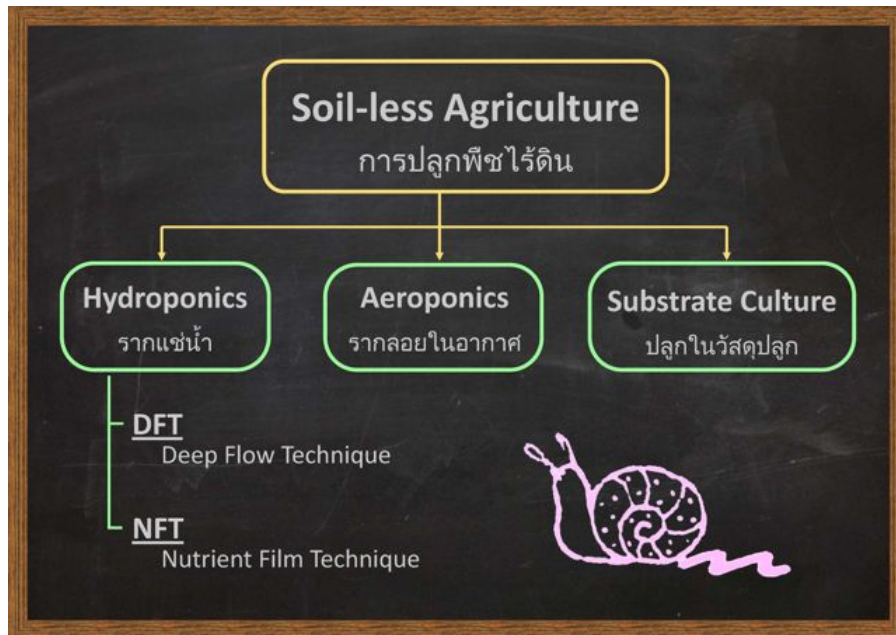 Soil-less Agriculture
การปลูกพืชไร้ดิน
Hydroponics
รากแช่น้ำ
Aeroponics
รากลอยในอากาศ
Substrate Culture
ปลูกในวัสดุปลูก
DFT
Deep Flow Technique
NFT
Nutrient Film Technique